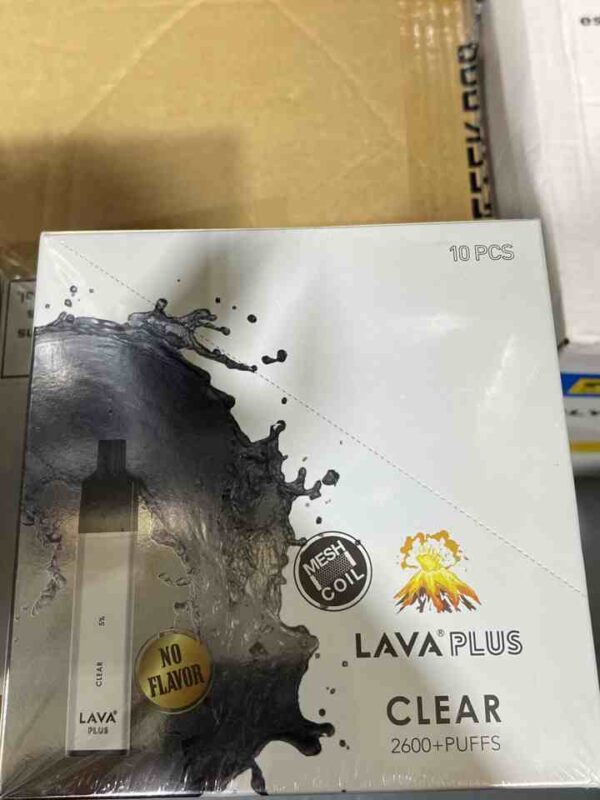 10 PCS
MESH
COIL
LAVA® PLUS
CLEAR
2600+PUFFS
NO
FLAVOR
5%
CLEAR
LAVA®
PLUS